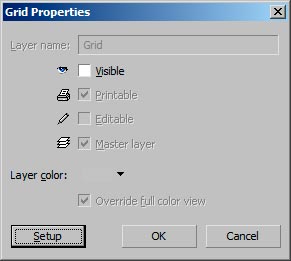 Grid Properties
Layer name: Grid
Visible
Printable
Editable
Master layer
Layer color:
Override full color view
Setup OK Cancel